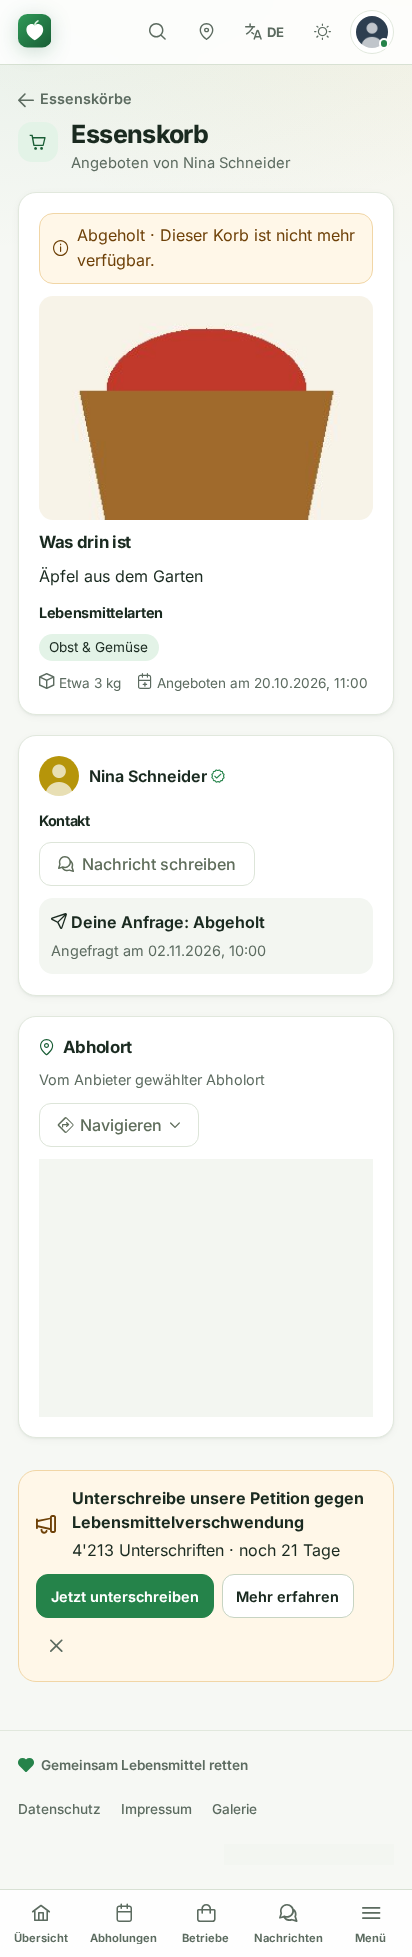 DE
Essenskörbe
Essenskorb
Angeboten von Nina Schneider
Abgeholt · Dieser Korb ist nicht mehr
verfügbar.
Was drin ist
Äpfel aus dem Garten
Lebensmittelarten
Obst & Gemüse
Etwa 3 kg Angeboten am 20.10.2026, 11:00
Nina Schneider
Kontakt
Nachricht schreiben
Deine Anfrage: Abgeholt
Angefragt am 02.11.2026, 10:00
Abholort
Vom Anbieter gewählter Abholort
Navigieren
Unterschreibe unsere Petition gegen
Lebensmittelverschwendung
4'213 Unterschriften · noch 21 Tage
Jetzt unterschreiben Mehr erfahren
Gemeinsam Lebensmittel retten
Datenschutz Impressum Galerie
Übersicht Abholungen Betriebe Nachrichten Menü